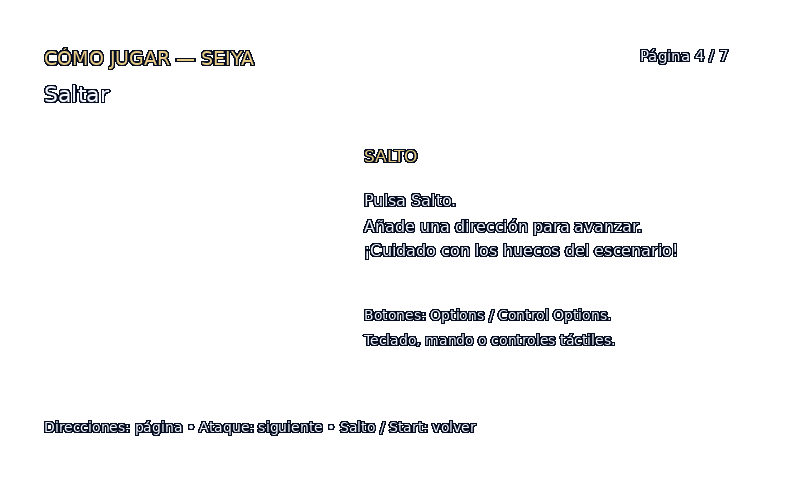 CÓMO JUGAR — SEIYA
Página 4 / 7
Saltar
SALTO
Pulsa Salto.
Añade una dirección para avanzar.
¡Cuidado con los huecos del escenario!
Botones: Options / Control Options.
Teclado, mando o controles táctiles.
Direcciones: página • Ataque: siguiente • Salto / Start: volver